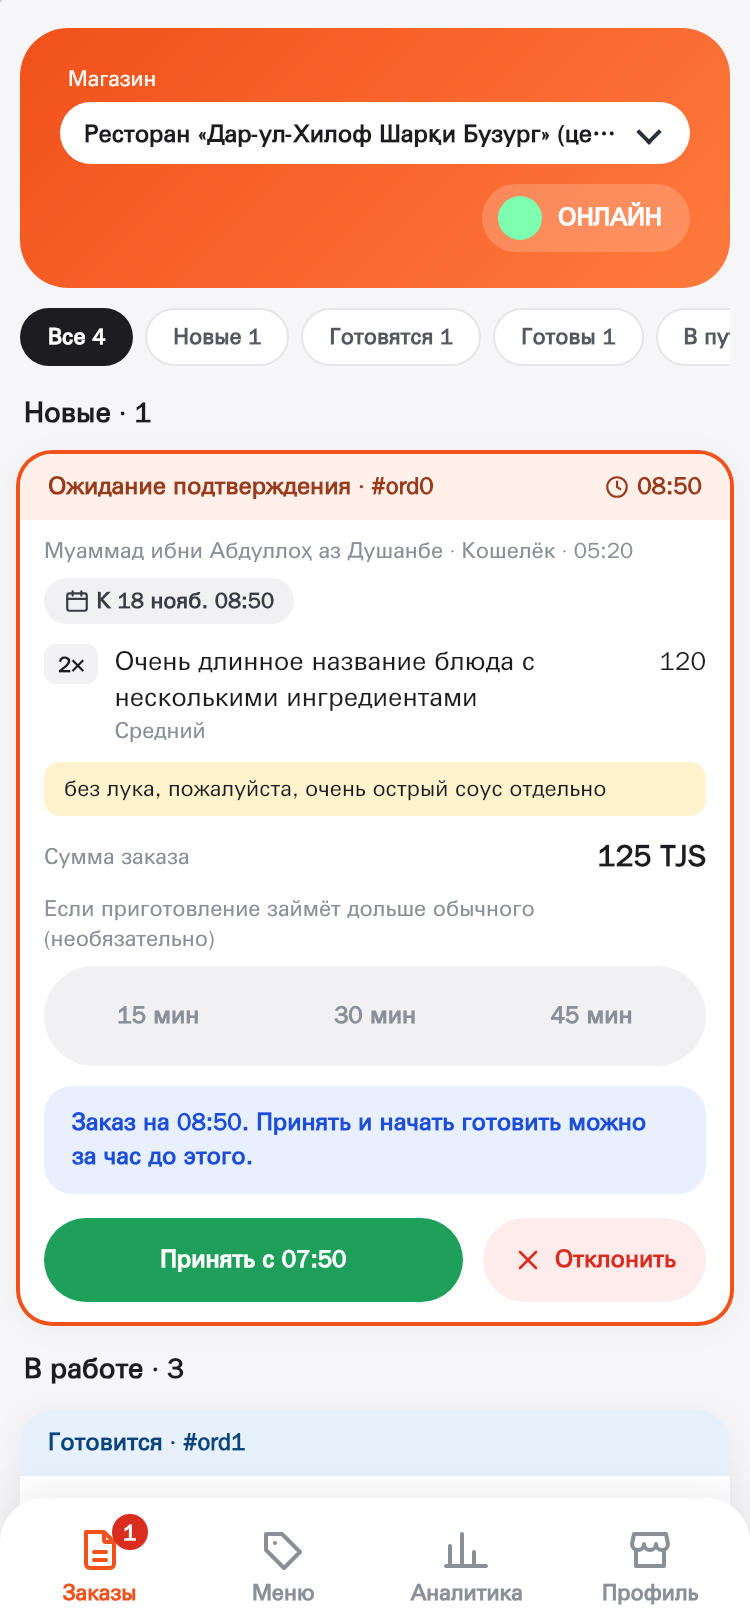 Магазин
Ресторан «Дар-ул-Хилоф Шарқи Бузург» (це···
ОНЛАЙН
Все 4
Новые 1
Готовятся 1
Готовы 1
В пу
Новые · 1
Ожидание подтверждения · #ord0
08:50
Муаммад ибни Абдуллоҳ аз Душанбе · Кошелёк · 05:20
К 18 нояб. 08:50
2×
Очень длинное название блюда с
120
несколькими ингредиентами
Средний
без лука, пожалуйста, очень острый соус отдельно
Сумма заказа
125 TJS
Если приготовление займёт дольше обычного
(необязательно)
15 мин
30 мин
45 мин
Заказ на 08:50. Принять и начать готовить можно
за час до этого.
Принять с 07:50
Отклонить
В работе · 3
Готовится · #ord1
1
Заказы
Меню
Аналитика
Профиль